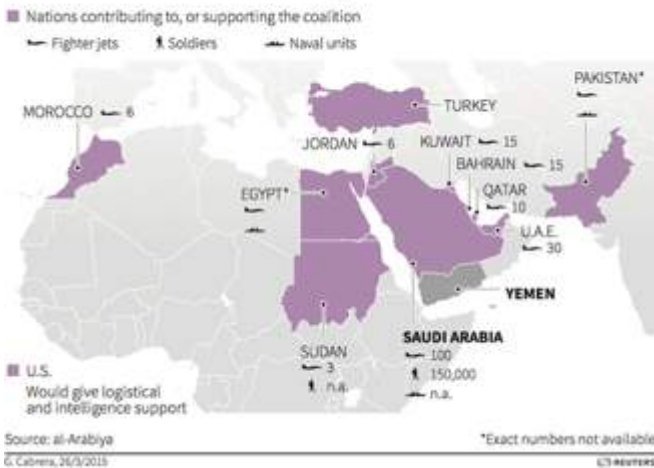 Nations contributing to, or supporting the coalition
Fighter jets Soldiers Naval units
MOROCCO 6
TURKEY
PAKISTAN*
JORDAN 6
KUWAIT 15
BAHRAIN 15
QATAR
10
EGYPT*
U.A.E.
30
YEMEN
SUDAN
3
n.a.
SAUDI ARABIA
100
150,000
n.a.
U.S.
Would give logistical
and intelligence support
Source: al-Arabiya
*Exact numbers not available
G. Cabrera, 26/3/2015
REUTERS